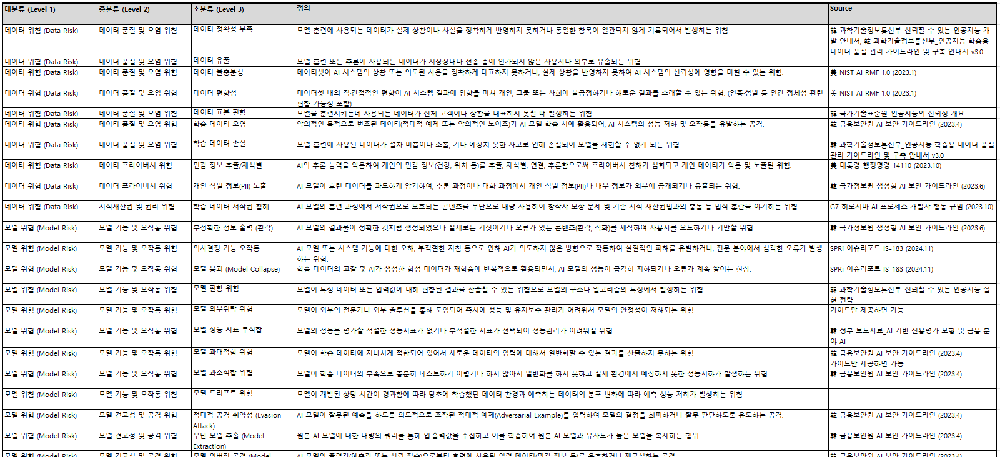 대분류 (Level 1) 중분류 (Level 2) 소분류 (Level 3) 정의 Source
데이터 위험 (Data Risk) 데이터 품질 및 오염 위험 데이터 정확성 부족 모델 훈련에 사용되는 데이터가 실제 상황이나 사실을 정확하게 반영하지 못하거나 동일한 항목이 일관되지 않게 기록되어서 발생하는 위험 韓 과학기술정보통신부_신뢰할 수 있는 인공지능 개
발 안내서, 韓 과학기술정보통신부_인공지능 학습용
데이터 품질 관리 가이드라인 및 구축 안내서 v3.0
데이터 위험 (Data Risk) 데이터 품질 및 오염 위험 데이터 유출 모델 훈련 또는 추론에 사용되는 데이터가 저장상태나 전송 중에 인가되지 않은 사용자나 외부로 유출되는 위험
데이터 위험 (Data Risk) 데이터 품질 및 오염 위험 데이터 불충분성 데이터셋이 AI 시스템의 상황 또는 의도된 사용을 정확하게 대표하지 못하거나, 실제 상황을 반영하지 못하여 AI 시스템의 신뢰성에 영향을 미칠 수 있는 위험. 美 NIST AI RMF 1.0 (2023.1)
데이터 위험 (Data Risk) 데이터 품질 및 오염 위험 데이터 편향성 데이터셋 내의 직·간접적인 편향이 AI 시스템 결과에 영향을 미쳐 개인, 그룹 또는 사회에 불공정하거나 해로운 결과를 초래할 수 있는 위험. (인종·성별 등 인간 정체성 관련 美 NIST AI RMF 1.0 (2023.1)
편향 가능성 포함)
데이터 위험 (Data Risk) 데이터 품질 및 오염 위험 데이터 표본 편향 모델을 훈련시키는데 사용되는 데이터가 전체 고객이나 상황을 대표하지 못할 때 발생하는 위험 韓 국가기술표준원_인공지능의 신뢰성 개요
데이터 위험 (Data Risk) 데이터 품질 및 오염 위험 학습 데이터 오염 악의적인 목적으로 변조된 데이터(적대적 예제 또는 악의적인 노이즈)가 AI 모델 학습 시에 활용되어, AI 시스템의 성능 저하 및 오작동을 유발하는 공격. 韓 금융보안원 AI 보안 가이드라인 (2023.4)
데이터 위험 (Data Risk) 데이터 품질 및 오염 위험 학습 데이터 손실 모델 훈련에 사용된 데이터가 절차 미흡이나 소홀, 기타 예상치 못한 사고로 인해 손실되어 모델을 재현할 수 없게 되는 위험 韓 과학기술정보통신부_인공지능 학습용 데이터 품질
관리 가이드라인 및 구축 안내서 v3.0
데이터 위험 (Data Risk) 데이터 프라이버시 위험 민감 정보 추출/재식별 AI의 추론 능력을 악용하여 개인의 민감 정보(건강, 위치 등)를 추출, 재식별, 연결, 추론함으로써 프라이버시 침해가 심화되고 개인 데이터가 악용 및 노출될 위험. 美 대통령 행정명령 14110 (2023.10)
데이터 위험 (Data Risk) 데이터 프라이버시 위험 개인 식별 정보(PII) 노출 AI 모델이 훈련 데이터를 과도하게 암기하여, 추론 과정이나 대화 과정에서 개인 식별 정보(PII)나 내부 정보가 외부에 공개되거나 유출되는 위험. 韓 국가정보원 생성형 AI 보안 가이드라인 (2023.6)
데이터 위험 (Data Risk) 지적재산권 및 권리 위험 학습 데이터 저작권 침해 AI 모델의 훈련 과정에서 저작권으로 보호되는 콘텐츠를 무단으로 대량 사용하여 창작자 보상 문제 및 기존 지적 재산권법과의 충돌 등 법적 혼란을 야기하는 위험. G7 히로시마 AI 프로세스 개발자 행동 규범 (2023.10)
모델 위험 (Model Risk) 모델 기능 및 오작동 위험 부정확한 정보 출력 (환각) AI 모델의 결과물이 정확한 것처럼 생성되었으나 실제로는 거짓이거나 오류가 있는 콘텐츠(환각, 작화)를 제작하여 사용자를 오도하거나 기만할 위험. 韓 국가정보원 생성형 AI 보안 가이드라인 (2023.6)
모델 위험 (Model Risk) 모델 기능 및 오작동 위험 의사결정 기능 오작동 AI 모델 또는 시스템 기능에 대한 오해, 부적절한 지침 등으로 인해 AI가 의도하지 않은 방향으로 작동하여 실질적인 피해를 유발하거나, 전문 분야에서 심각한 오류가 발생 SPRi 이슈리포트 IS-183 (2024.11)
하는 위험.
모델 위험 (Model Risk) 모델 기능 및 오작동 위험 모델 붕괴 (Model Collapse) 학습 데이터의 고갈 및 AI가 생성한 합성 데이터가 재학습에 반복적으로 활용되면서, AI 모델의 성능이 급격히 저하되거나 오류가 계속 쌓이는 현상. SPRi 이슈리포트 IS-183 (2024.11)
모델 위험 (Model Risk) 모델 기능 및 오작동 위험 모델 편향 위험 모델이 특정 데이터 또는 입력값에 대해 편향된 결과를 산출할 수 있는 위험으로 모델의 구조나 알고리즘의 특성에서 발생하는 위험 韓 과학기술정보통신부_신뢰할 수 있는 인공지능 실
현 전략
모델 위험 (Model Risk) 모델 기능 및 오작동 위험 모델 외부위탁 위험 모델이 외부의 전문가나 외부 솔루션을 통해 도입되어 즉시에 성능 및 유지보수 관리가 어려워서 모델의 안정성이 저해되는 위험 가이드만 제공하면 가능
모델 위험 (Model Risk) 모델 기능 및 오작동 위험 모델 성능 지표 부적합 모델의 성능을 평가할 적절한 성능지표가 없거나 부적절한 지표가 선택되어 성능관리가 어려워질 위험 韓 정부 보도자료_AI 기반 신용평가 모형 및 금융 분
야 AI
모델 위험 (Model Risk) 모델 기능 및 오작동 위험 모델 과대적합 위험 모델이 학습 데이터에 지나치게 적합되어 있어서 새로운 데이터의 입력에 대해서 일반화할 수 있는 결과를 산출하지 못하는 위험 韓 금융보안원 AI 보안 가이드라인 (2023.4)
가이드만 제공하면 가능
모델 위험 (Model Risk) 모델 기능 및 오작동 위험 모델 과소적합 위험 모델이 학습 데이터의 부족으로 충분히 테스트하기 어렵거나 하지 않아서 일반화를 하지 못하고 실제 환경에서 예상하지 못한 성능저하가 발생하는 위험 韓 금융보안원 AI 보안 가이드라인 (2023.4)
모델 위험 (Model Risk) 모델 기능 및 오작동 위험 모델 드리프트 위험 모델이 개발된 상당 시간이 경과함에 따라 당초에 학습했던 데이터 환경과 예측하는 데이터의 분포 변화에 따라 예측 성능 저하가 발생하는 위험
모델 위험 (Model Risk) 모델 견고성 및 공격 위험 적대적 공격 취약성 (Evasion AI 모델이 잘못된 예측을 하도록 의도적으로 조작된 적대적 예제(Adversarial Example)를 입력하여 모델의 결정을 회피하거나 잘못 판단하도록 유도하는 공격. 韓 금융보안원 AI 보안 가이드라인 (2023.4)
Attack)
모델 위험 (Model Risk) 모델 견고성 및 공격 위험 무단 모델 추출 (Model 원본 AI 모델에 대한 대량의 쿼리를 통해 입·출력값을 수집하고 이를 학습하여 원본 AI 모델과 유사도가 높은 모델을 복제하는 행위. 韓 금융보안원 AI 보안 가이드라인 (2023.4)
Extraction)
모델 위험 (Model Risk) 모델 견고성 및 공격 위험 모델 인버전 공격 (Model AI 모델의 출력값(예측값 또는 신뢰 점수)으로부터 훈련에 사용된 입력 데이터(민감 정보 등)를 유추하거나 재구성하는 공격 韓 금융보안원 AI 보안 가이드라인 (2023.4)